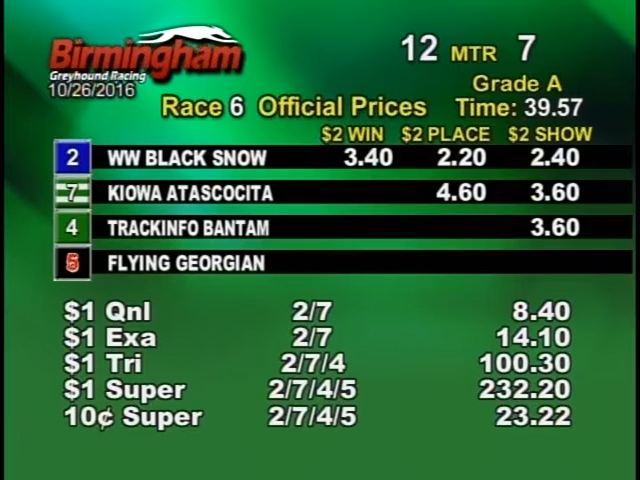 Birmingham
Greyhound Racing
10/26/2016
12 MTR 7
Grade A
Race 6 Official Prices Time: 39.57
$2 WIN $2 PLACE $2 SHOW
2 WW BLACK SNOW 3.40 2.20 2.40
7 KIOWA ATASCOCITA 4.60 3.60
4 TRACKINFO BANTAM 3.60
5 FLYING GEORGIAN
$1 Qnl 2/7 8.40
$1 Exa 2/7 14.10
$1 Tri 2/7/4 100.30
$1 Super 2/7/4/5 232.20
10¢ Super 2/7/4/5 23.22